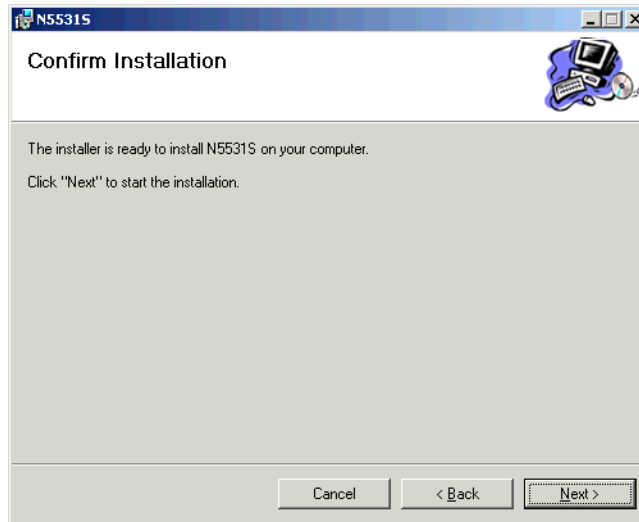 N5531S
Confirm Installation
The installer is ready to install N5531S on your computer.
Click "Next" to start the installation.
Cancel
< Back
Next >